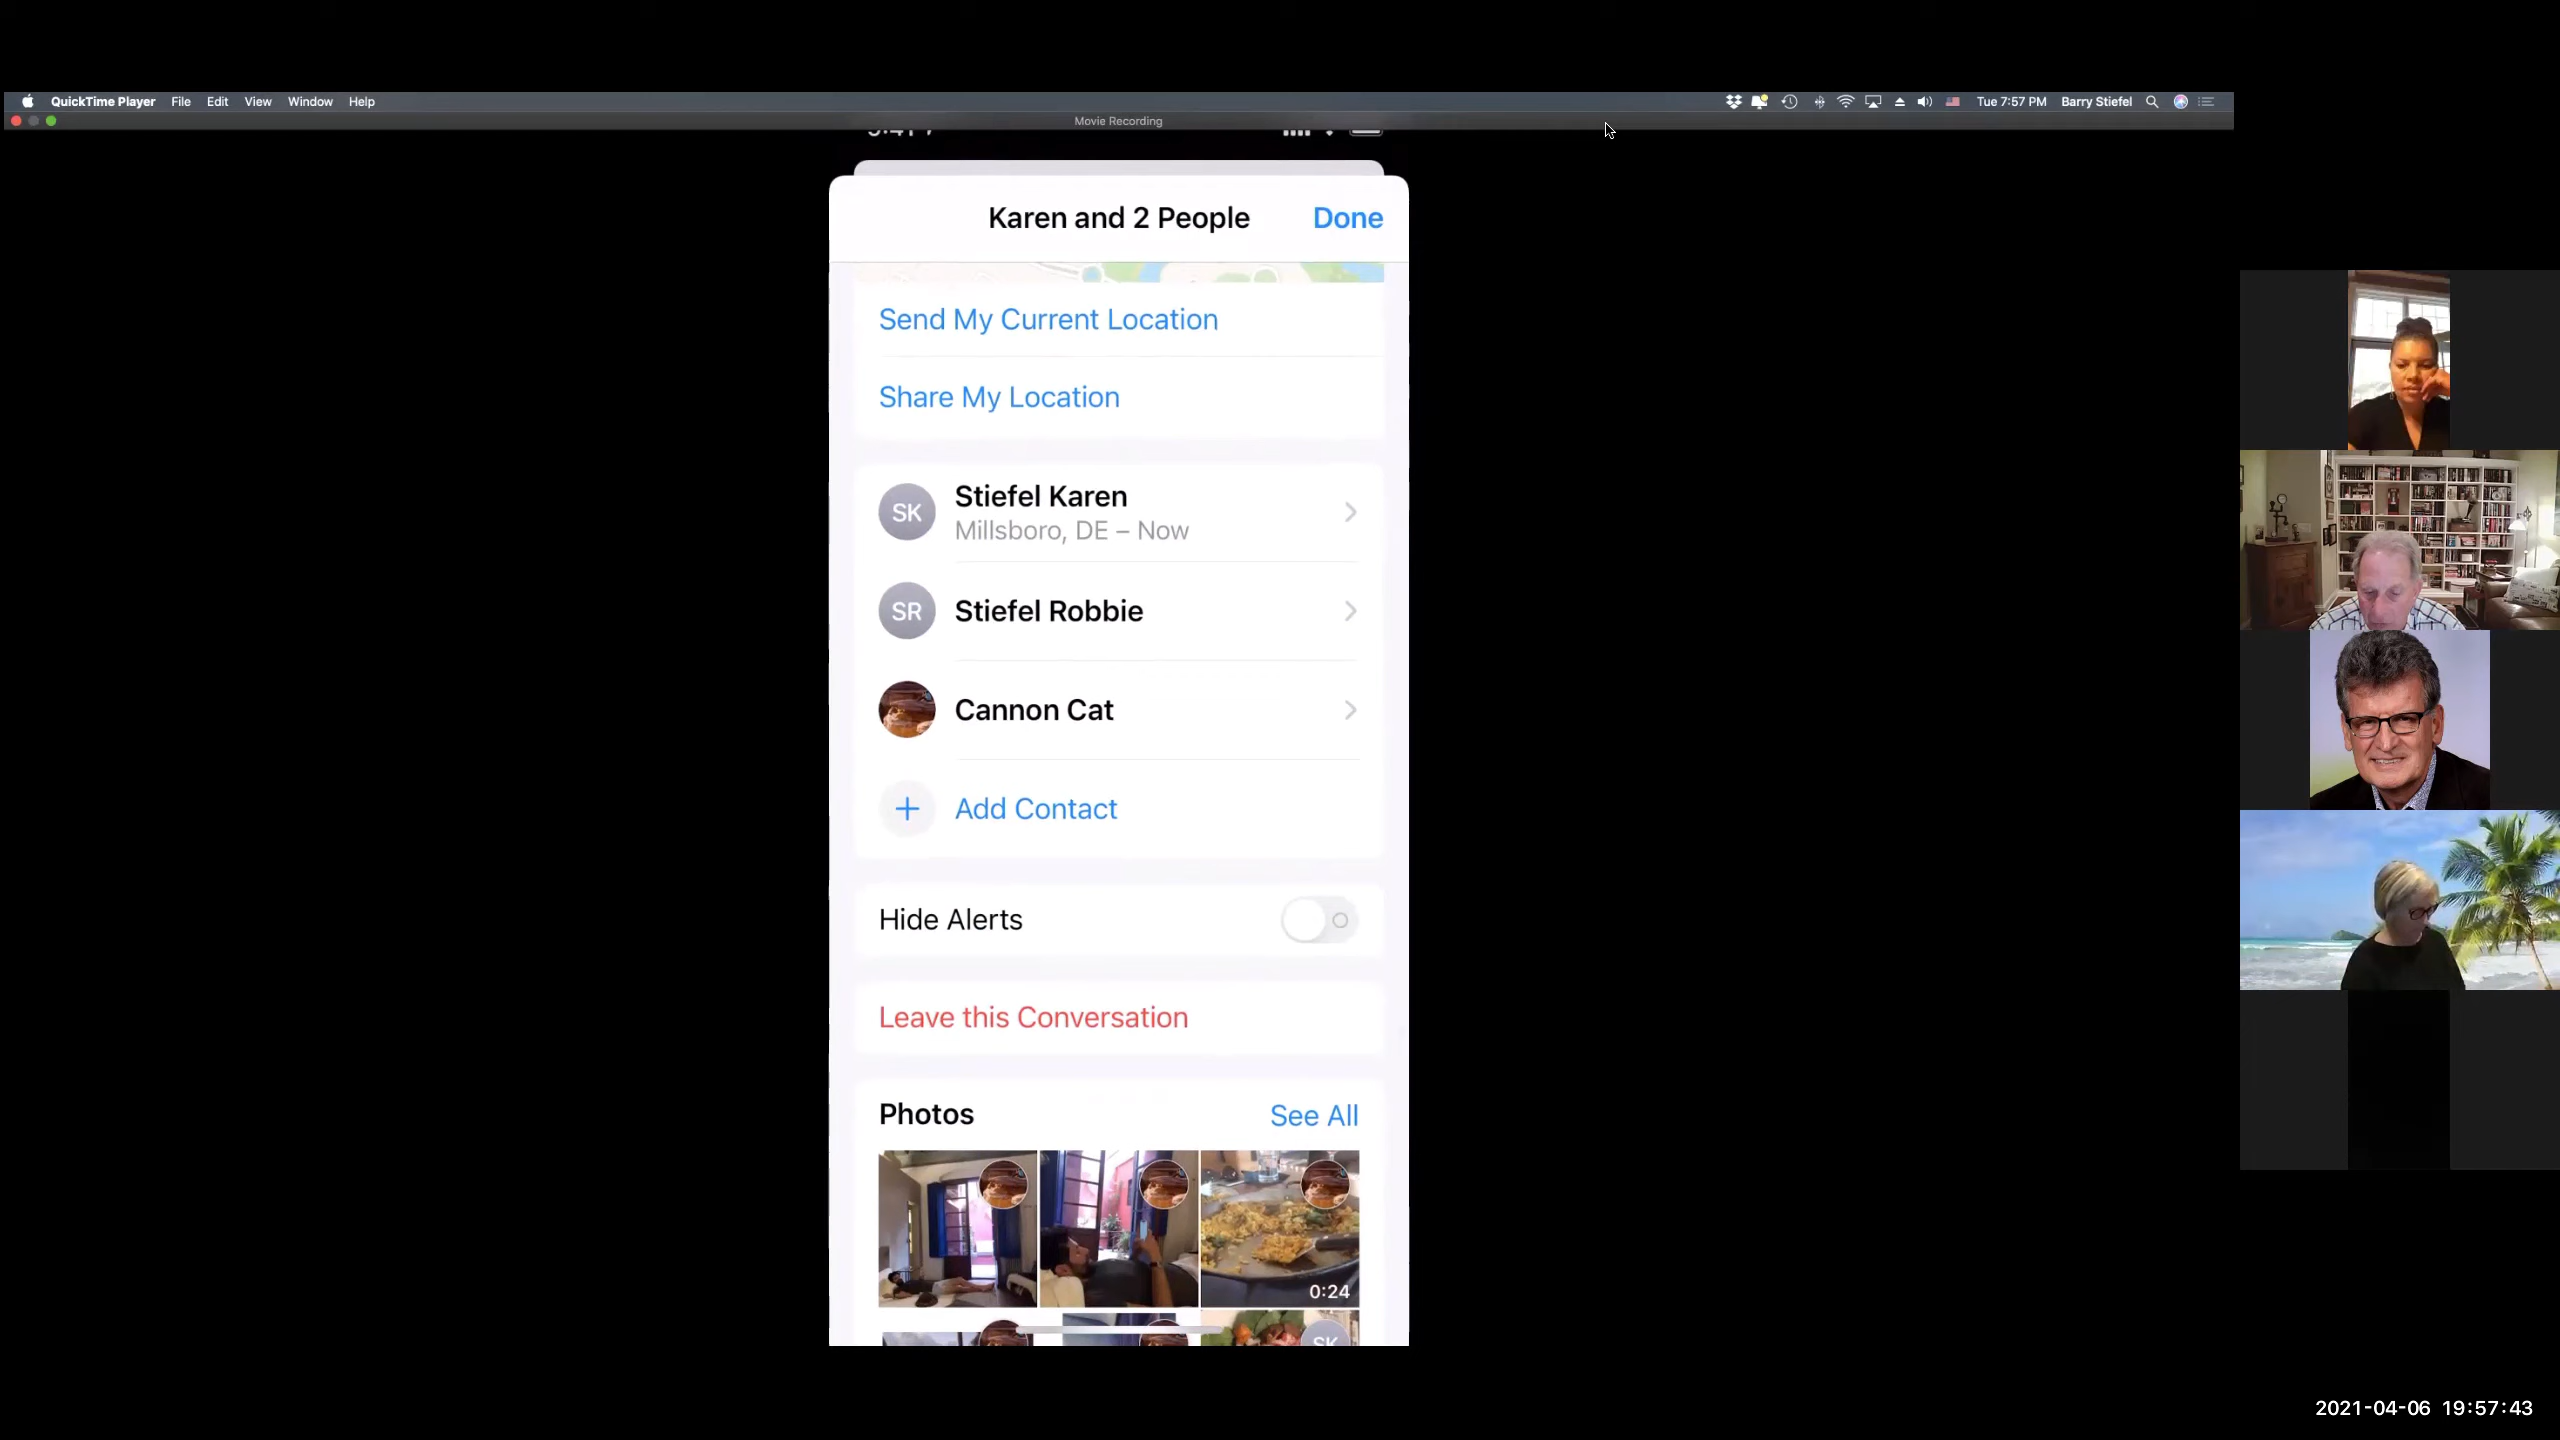 QuickTime Player File Edit View Window Help
Tue 7:57 PM Barry Stiefel
Movie Recording
Karen and 2 People Done
Send My Current Location
Share My Location
SK Stiefel Karen
Millsboro, DE – Now
SR Stiefel Robbie
Cannon Cat
Add Contact
Hide Alerts
Leave this Conversation
Photos See All
0:24
SK
2021-04-06 19:57:43